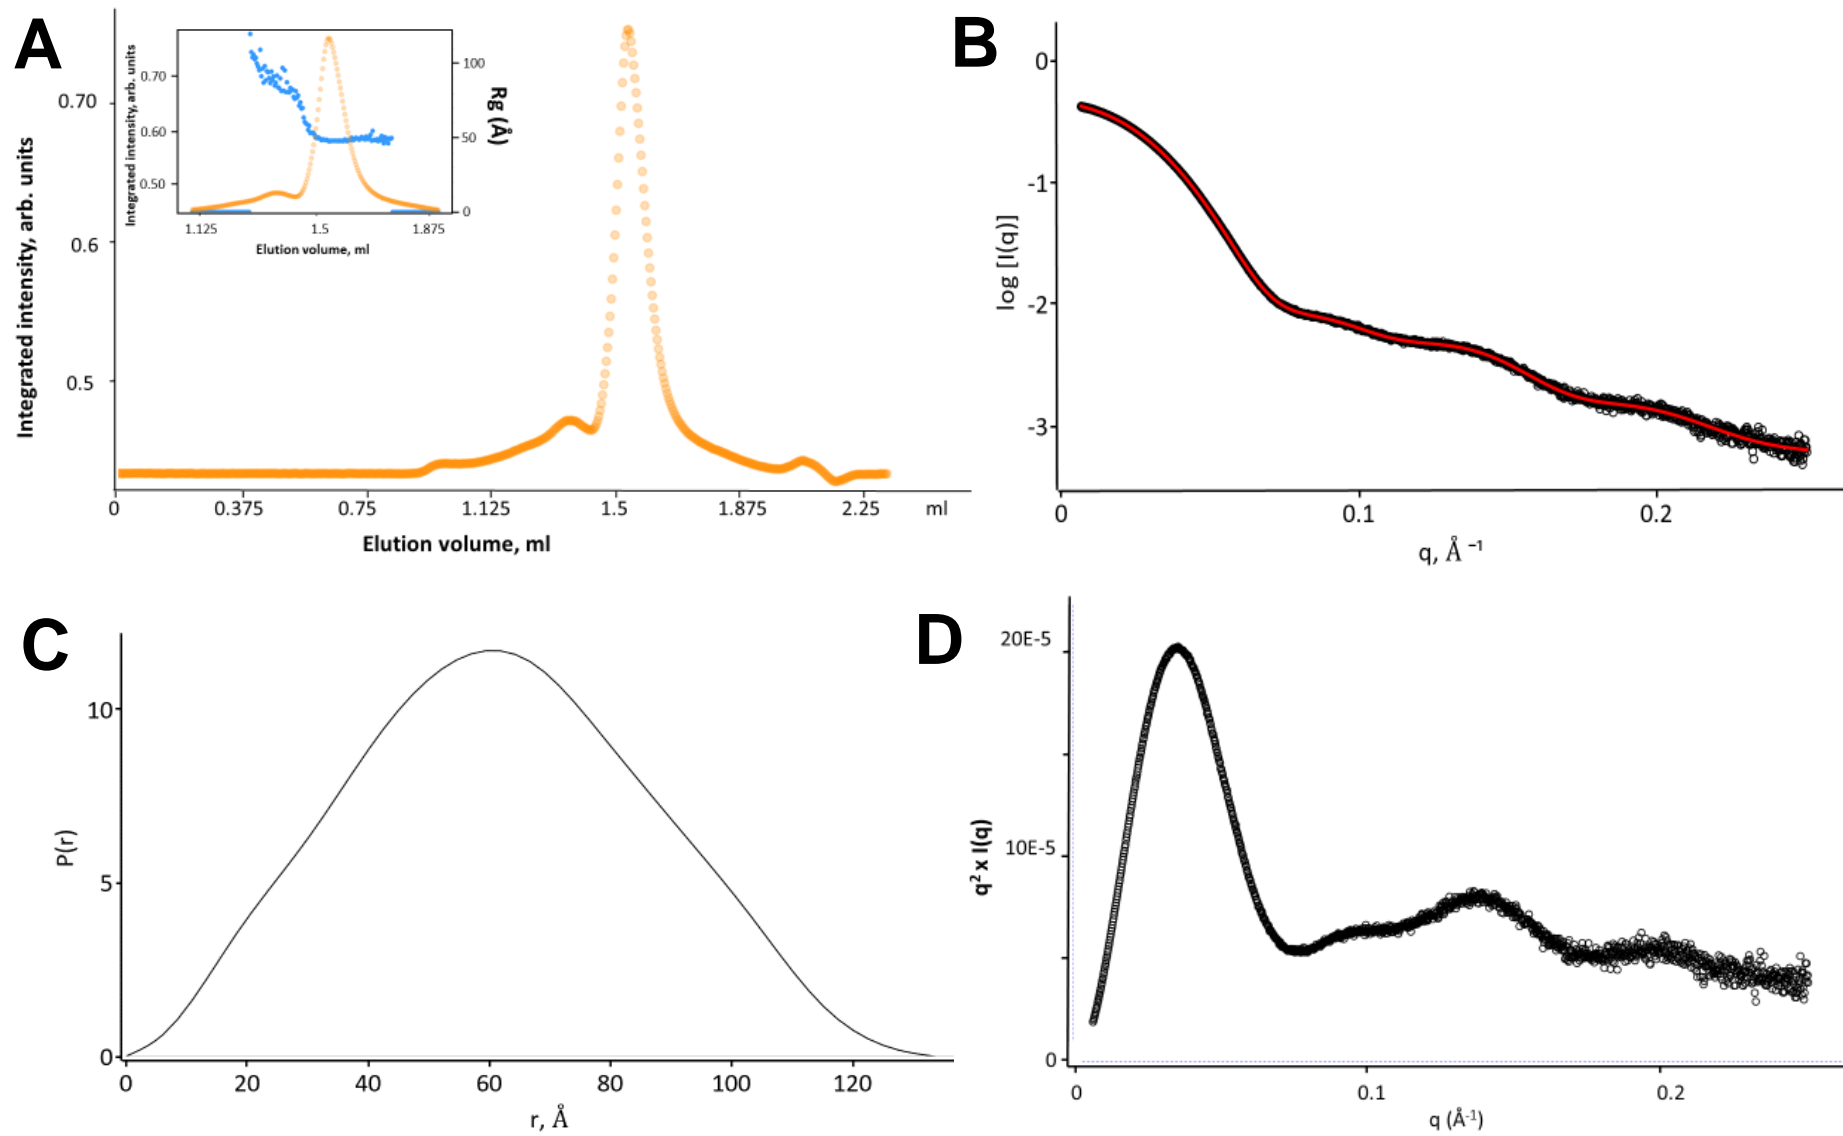 A
Integrated intensity, arb. units
0.70
0.6
0.5
0
0.375
0.75
1.125
1.5
1.875
2.25
ml
Elution volume, ml
Integrated intensity, arb. units
0.70
0.60
0.50
100
50
0
Rg (Å)
1.125
1.5
1.875
Elution volume, ml
B
log [I(q)]
0
-1
-2
-3
0
0.1
0.2
q, Å ⁻¹
C
P(r)
10
5
0
0
20
40
60
80
100
120
r, Å
D
q² x I(q)
20E-5
10E-5
0
0
0.1
0.2
q (Å⁻¹)